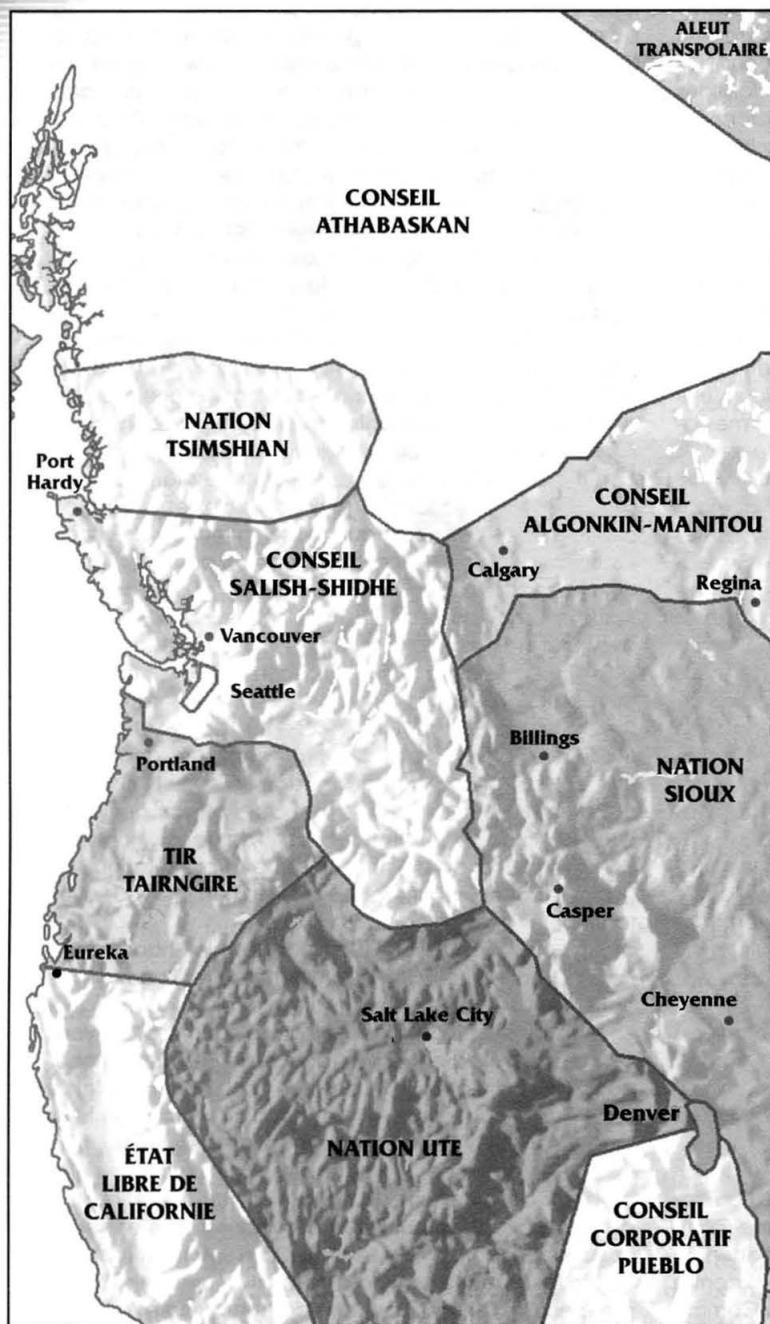 ALEUT
TRANSPOLAIRE
CONSEIL
ATHABASKAN
NATION
TSIMSHIAN
Port
Hardy
CONSEIL
ALGONKIN-MANITOU
CONSEIL
SALISH-SHIDHE
Calgary
Regina
Vancouver
Seattle
Billings
Portland
NATION
SIOUX
TIR
TAIRNGIRE
Casper
Eureka
Cheyenne
Salt Lake City
Denver
NATION UTE
ÉTAT
LIBRE DE
CALIFORNIE
CONSEIL
CORPORATIF
PUEBLO